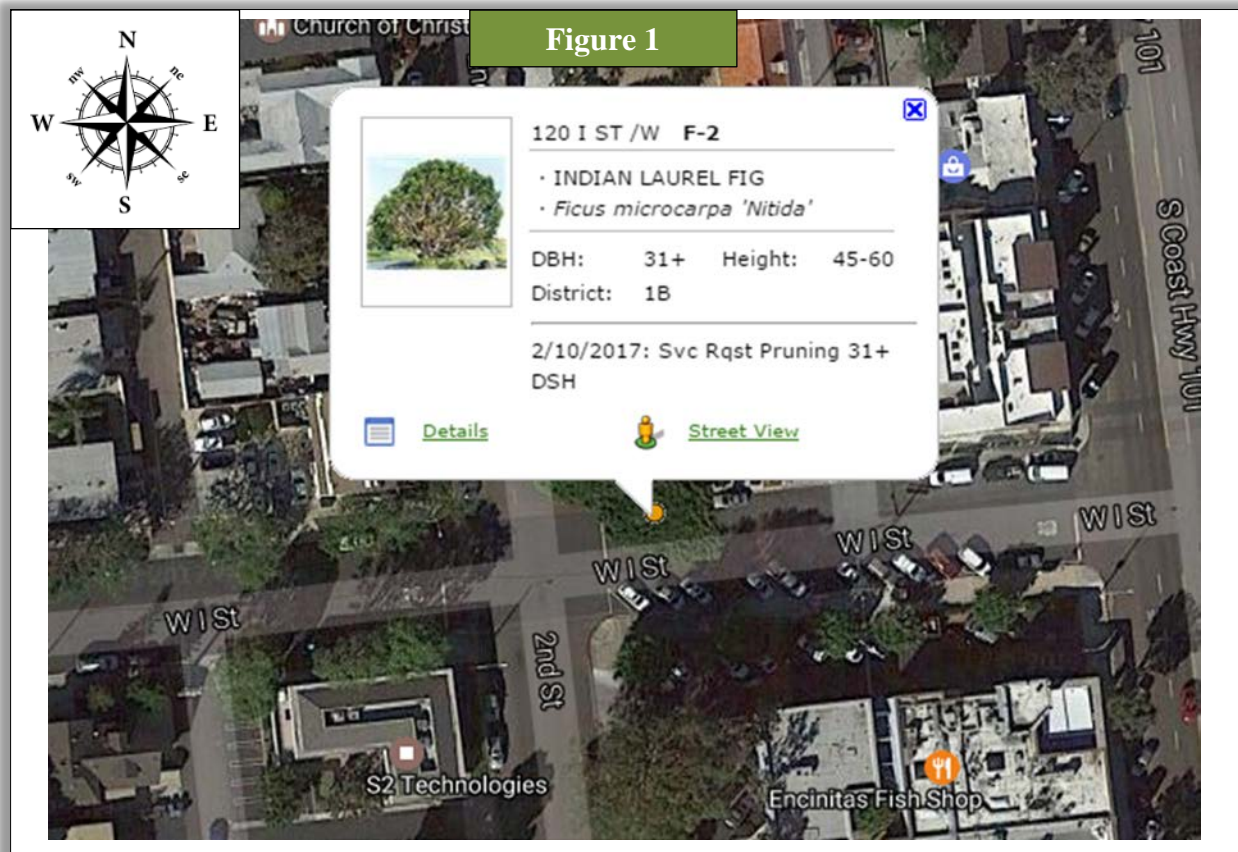 Figure 1
N
nw
ne
W
E
sw
se
S
Church of Christ
101
120 I ST /W F-2
· INDIAN LAUREL FIG
· Ficus microcarpa 'Nitida'
DBH: 31+ Height: 45-60
District: 1B
2/10/2017: Svc Rqst Pruning 31+
DSH
Details
Street View
S Coast Hwy 101
W I St
W I St
W I St
W I St
2nd St
S2 Technologies
Encinitas Fish Shop